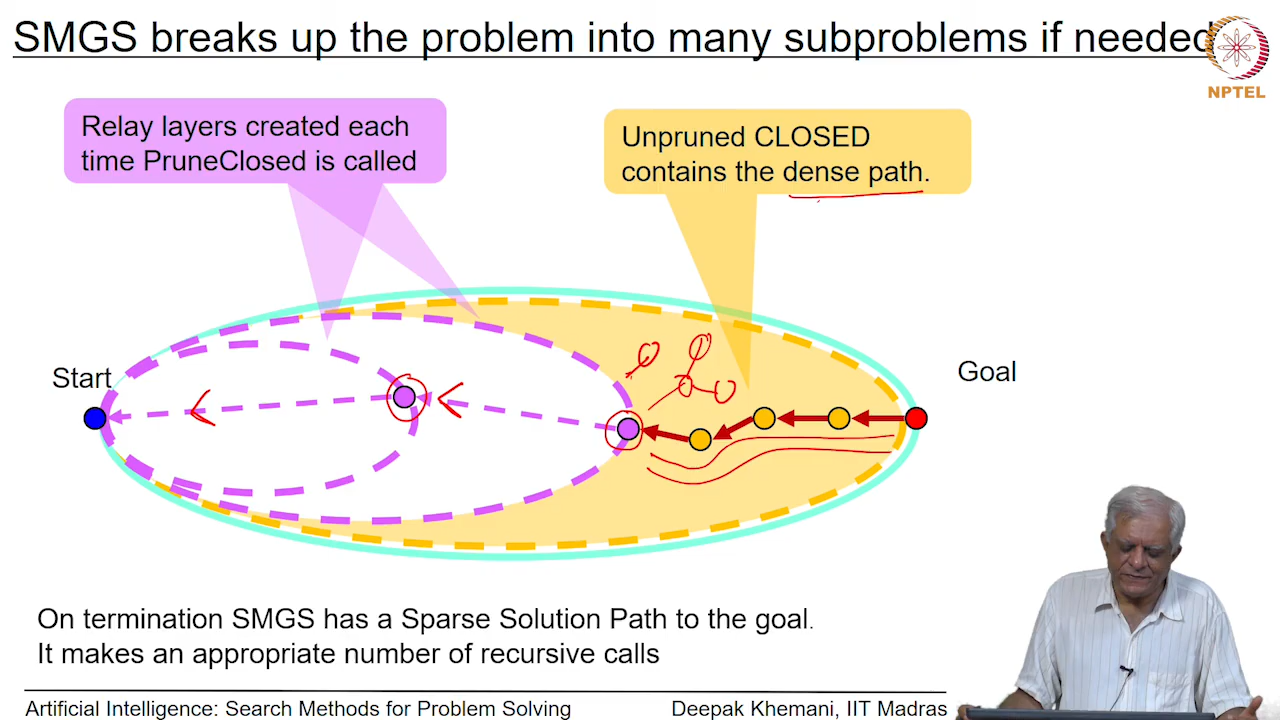 SMGS breaks up the problem into many subproblems if needed
NPTEL
Relay layers created each
time PruneClosed is called
Unpruned CLOSED
contains the dense path.
Start
Goal
On termination SMGS has a Sparse Solution Path to the goal.
It makes an appropriate number of recursive calls
Artificial Intelligence: Search Methods for Problem Solving
Deepak Khemani, IIT Madras